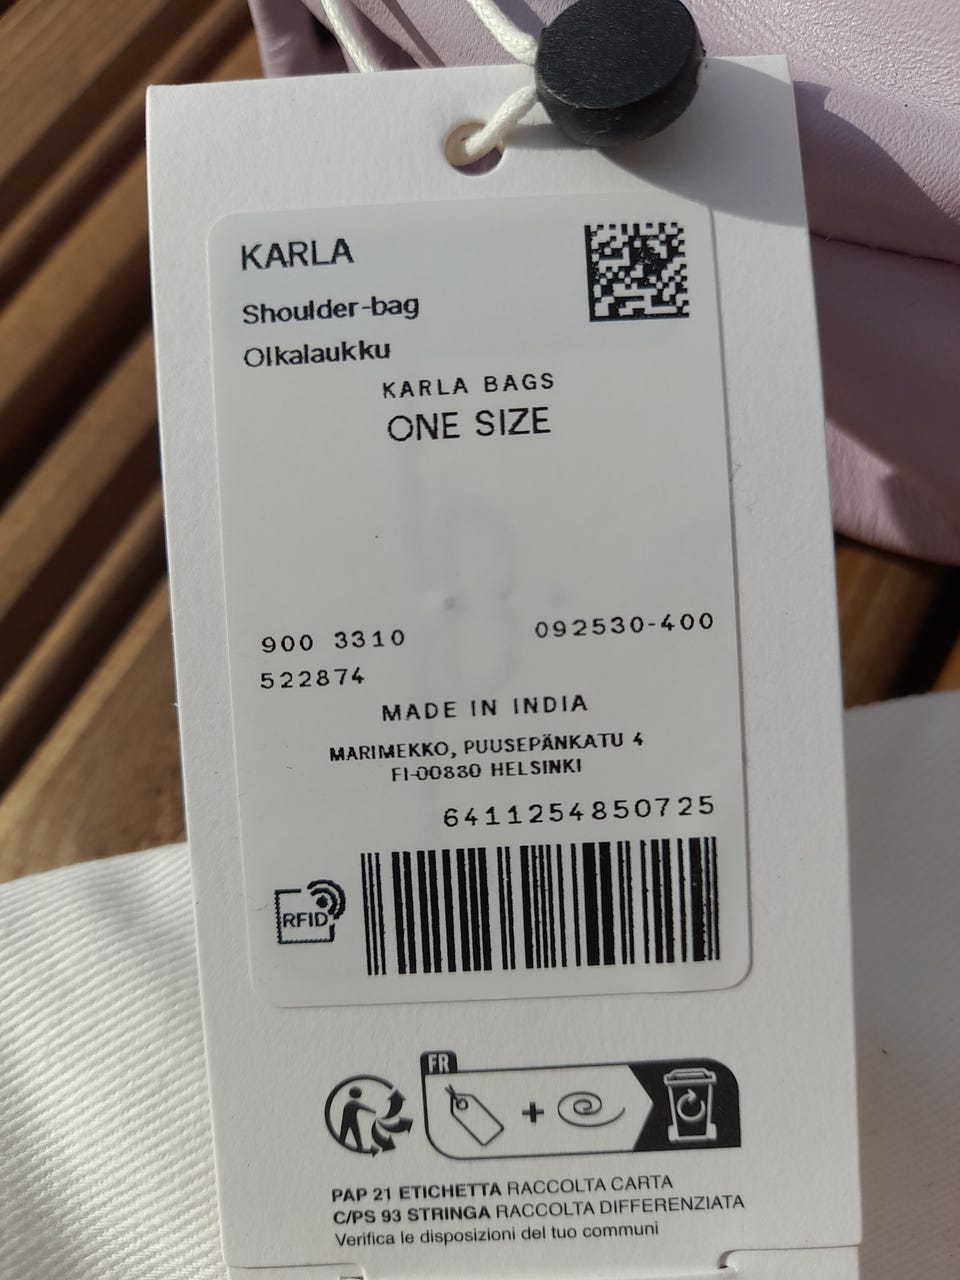 KARLA
Shoulder-bag
Olkalaukku
KARLA BAGS
ONE SIZE
900 3310 092530-400
522874
MADE IN INDIA
MARIMEKKO, PUUSEPÄNKATU 4
FI-00880 HELSINKI
6411254850725
RFID
FR
PAP 21 ETICHETTA RACCOLTA CARTA
C/PS 93 STRINGA RACCOLTA DIFFERENZIATA
Verifica le disposizioni del tuo communi